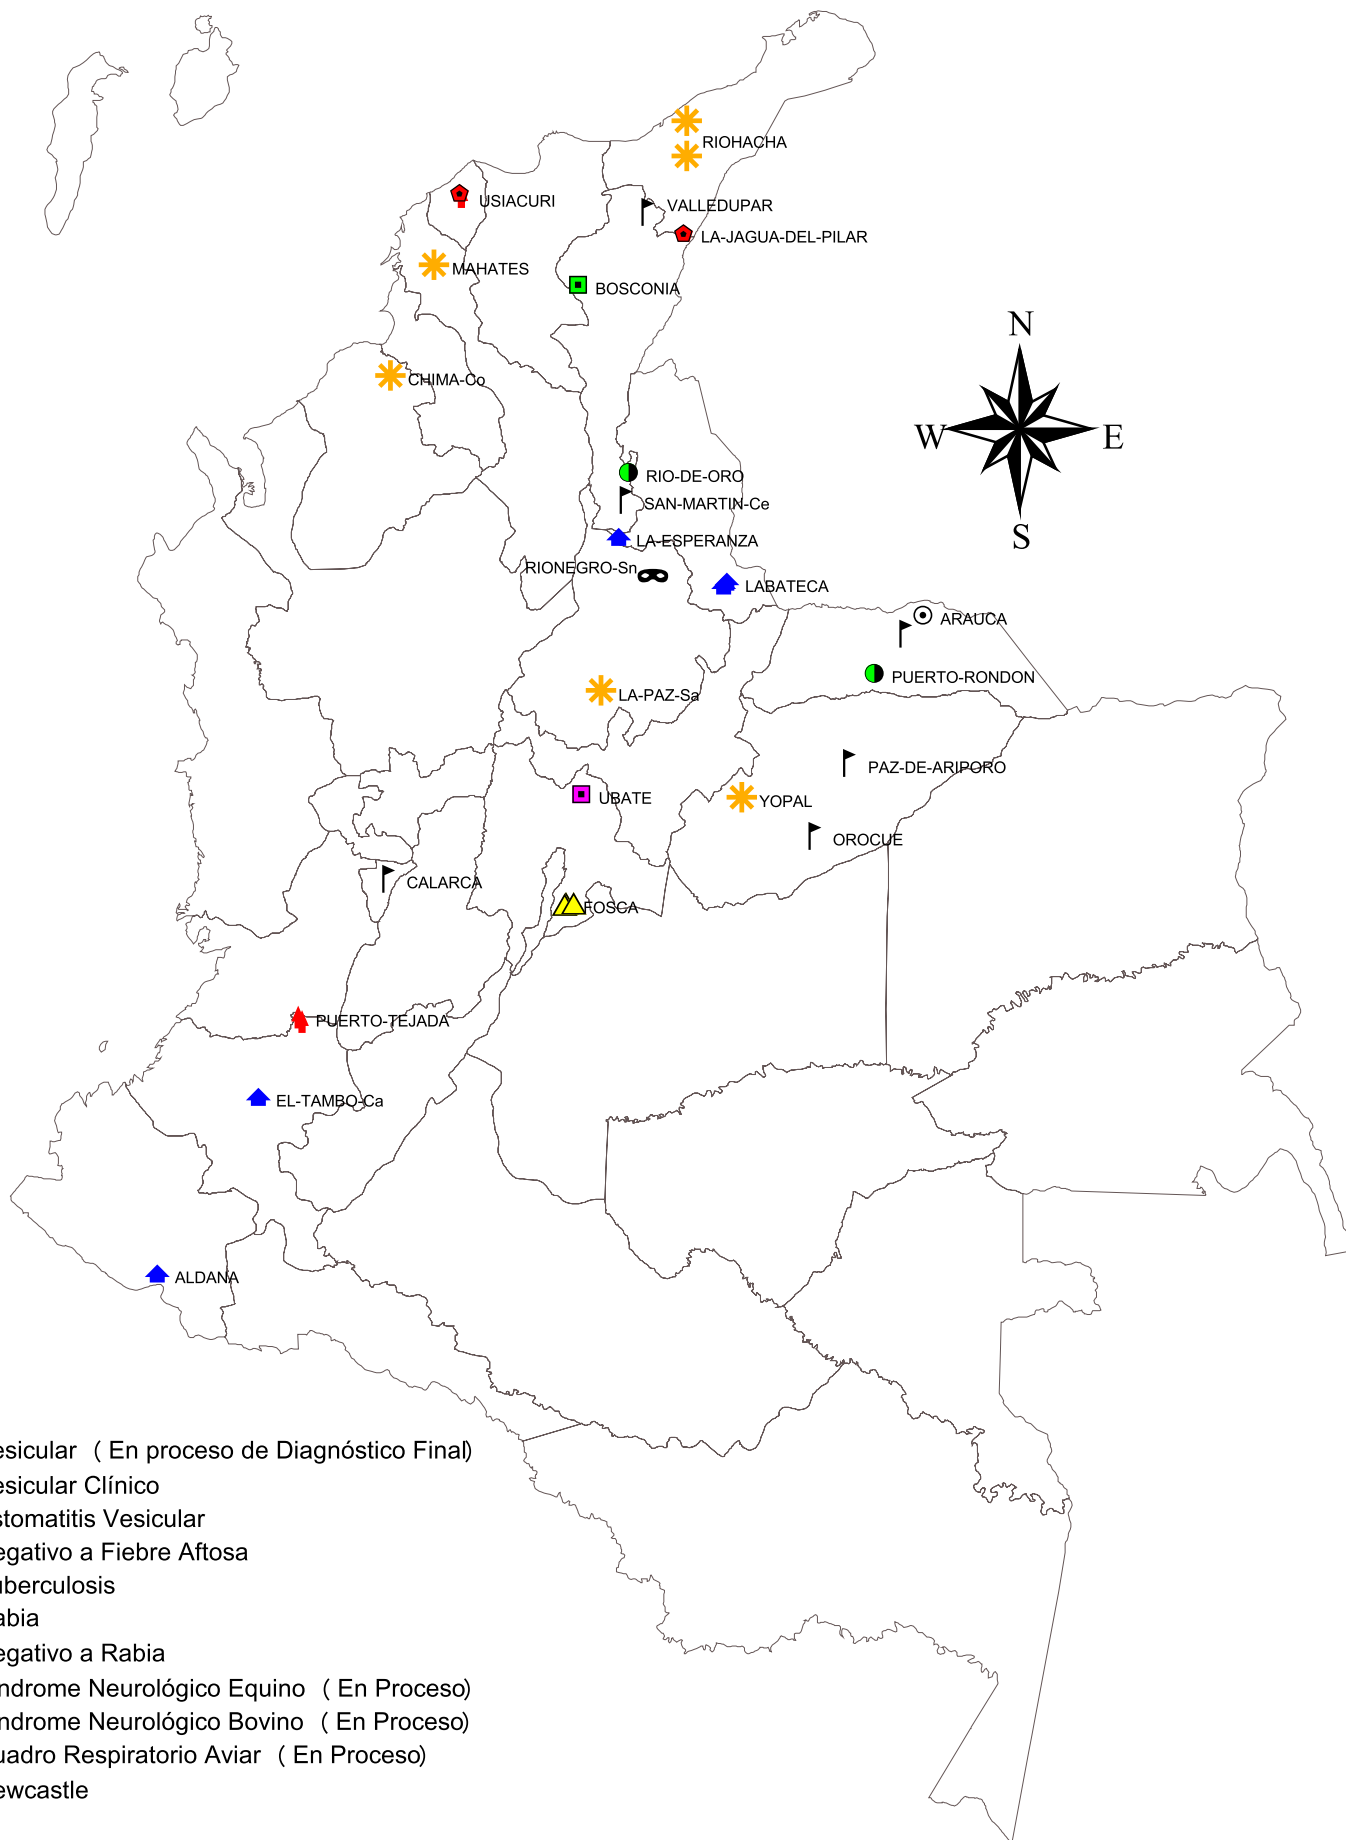 RIOHACHA
USIACURI
VALLEDUPAR
LA-JAGUA-DEL-PILAR
MAHATES
BOSCONIA
N
CHIMA-Co
W
E
RIO-DE-ORO
SAN-MARTIN-Ce
S
LA-ESPERANZA
RIONEGRO-Sn
LABATECA
ARAUCA
PUERTO-RONDON
LA-PAZ-Sa
PAZ-DE-ARIPORO
UBATE
YOPAL
OROCUE
CALARCA
FOSCA
PUERTO-TEJADA
EL-TAMBO-Ca
ALDANA
esicular ( En proceso de Diagnóstico Final)
esicular Clínico
stomatitis Vesicular
egativo a Fiebre Aftosa
uberculosis
abia
egativo a Rabia
índrome Neurológico Equino ( En Proceso)
índrome Neurológico Bovino ( En Proceso)
uadro Respiratorio Aviar ( En Proceso)
ewcastle